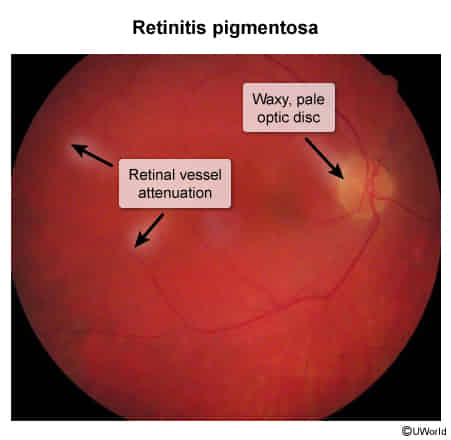 Retinitis pigmentosa
Waxy, pale
optic disc
Retinal vessel
attenuation
©UWorld